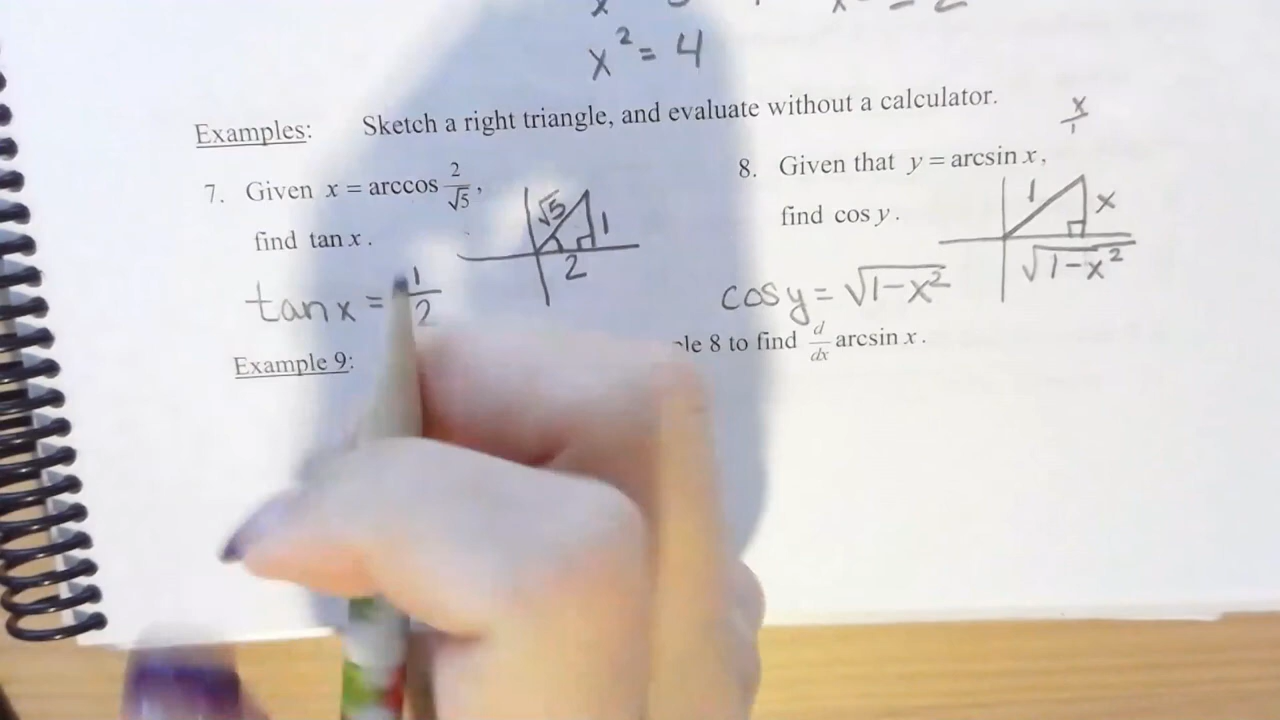 x² = 4
Examples: Sketch a right triangle, and evaluate without a calculator.
x/1
7. Given x = arccos 2/√5,
find tan x.
√5
1
2
tan x = 1/2
8. Given that y = arcsin x,
find cos y.
1
x
√1-x²
cos y = √1-x²
Example 9:
8 to find d/dx arcsin x.